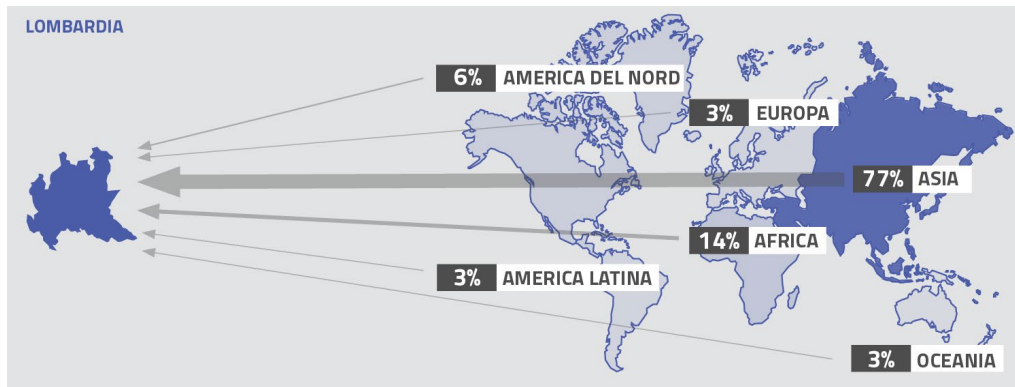 LOMBARDIA
6% AMERICA DEL NORD
3% EUROPA
77% ASIA
14% AFRICA
3% AMERICA LATINA
3% OCEANIA